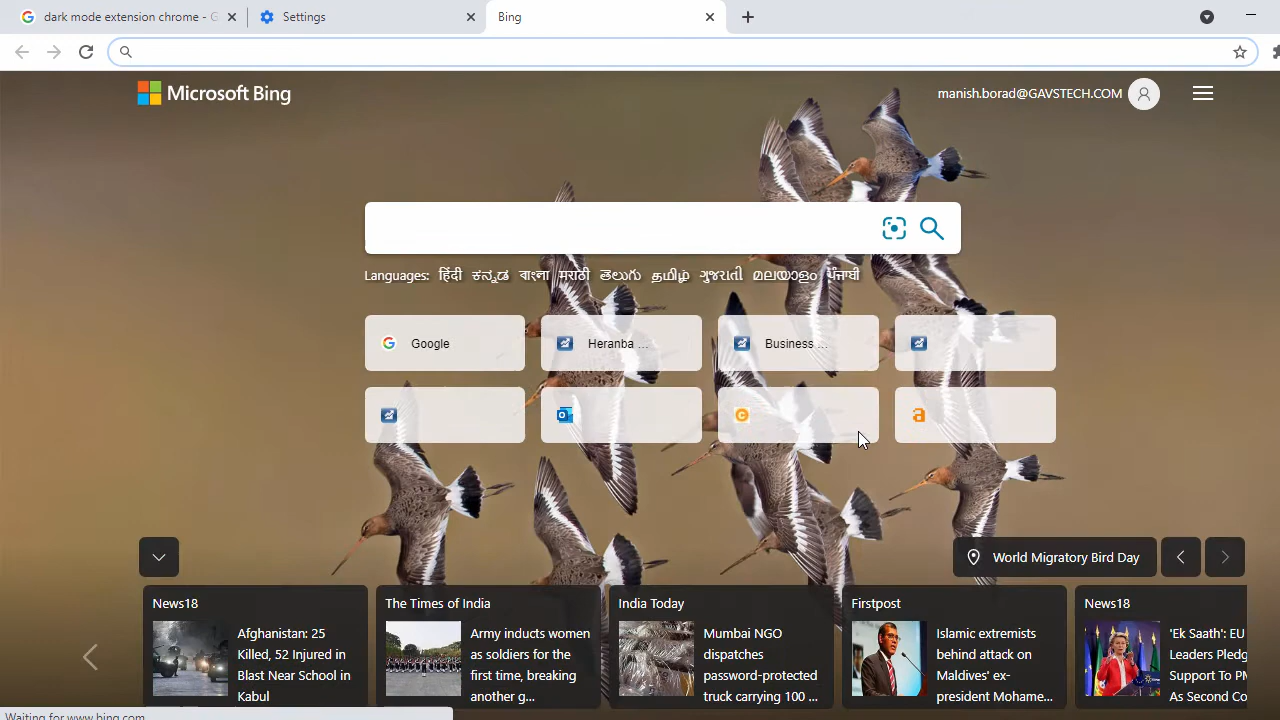 dark mode extension chrome - G
Settings
Bing
Microsoft Bing
manish.borad@GAVSTECH.COM
Languages: हिंदी ಕನ್ನಡ বাংলা मराठी తెలుగు தமிழ் ગુજરાતી മലയാളം ਪੰਜਾਬੀ
Google
Heranba ...
Business ...
World Migratory Bird Day
News18
Afghanistan: 25
Killed, 52 Injured in
Blast Near School in
Kabul
The Times of India
Army inducts women
as soldiers for the
first time, breaking
another g...
India Today
Mumbai NGO
dispatches
password-protected
truck carrying 100 ...
Firstpost
Islamic extremists
behind attack on
Maldives' ex-
president Mohame...
News18
'Ek Saath': EU
Leaders Pledg
Support To PM
As Second Co
Waiting for www.bing.com